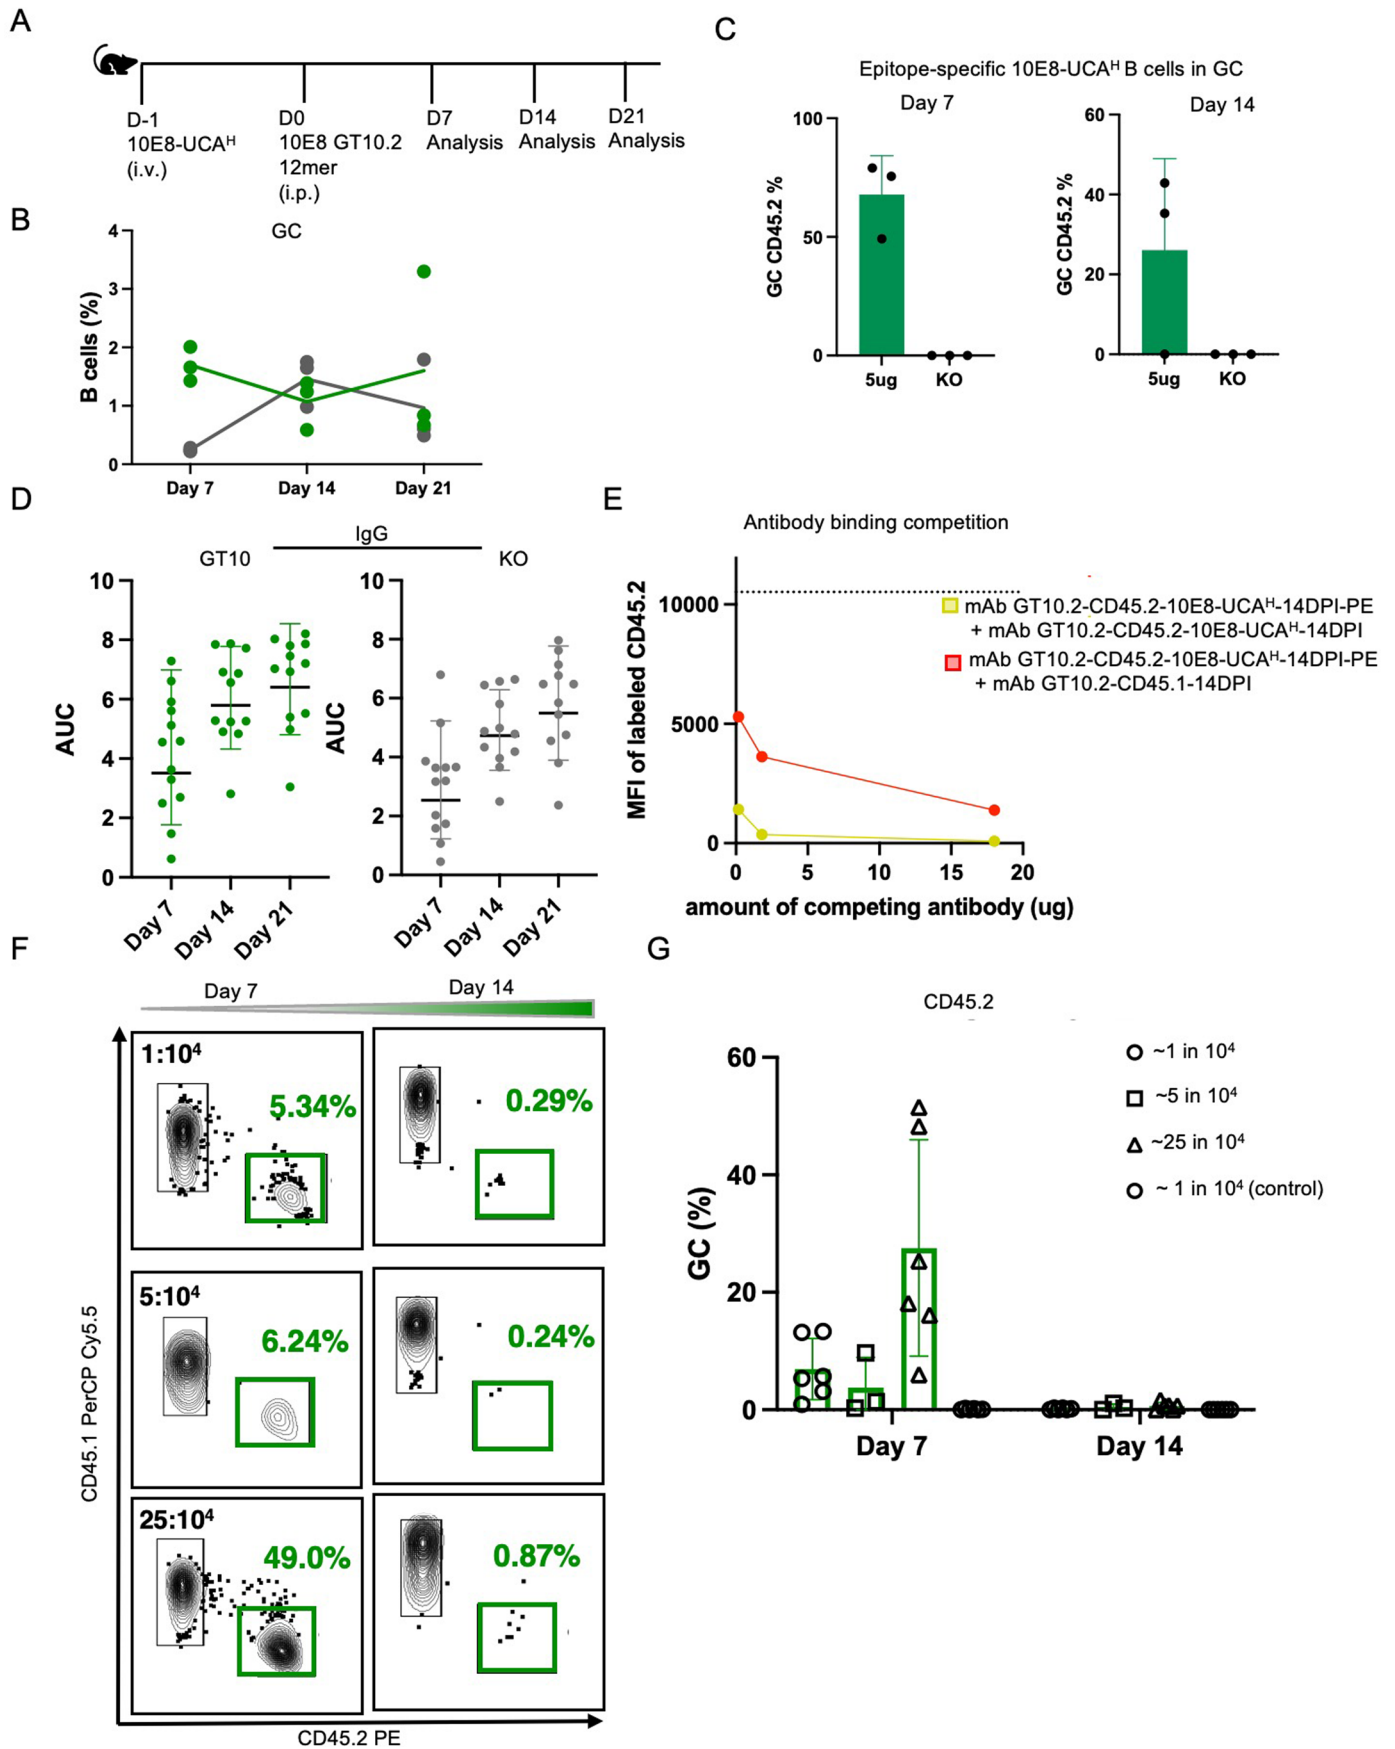 A
D-1
10E8-UCAᴴ
(i.v.)
D0
10E8 GT10.2
12mer
(i.p.)
D7
Analysis
D14
Analysis
D21
Analysis
B
GC
B cells (%)
4
3
2
1
0
Day 7
Day 14
Day 21
C
Epitope-specific 10E8-UCAᴴ B cells in GC
Day 7
GC CD45.2 %
100
50
0
5ug
KO
Day 14
GC CD45.2 %
60
40
20
0
5ug
KO
D
IgG
GT10
AUC
10
8
6
4
2
0
Day 7
Day 14
Day 21
KO
AUC
10
8
6
4
2
0
Day 7
Day 14
Day 21
E
Antibody binding competition
MFI of labeled CD45.2
10000
5000
0
0
5
10
15
20
amount of competing antibody (ug)
mAb GT10.2-CD45.2-10E8-UCAᴴ-14DPI-PE
+ mAb GT10.2-CD45.2-10E8-UCAᴴ-14DPI
mAb GT10.2-CD45.2-10E8-UCAᴴ-14DPI-PE
+ mAb GT10.2-CD45.1-14DPI
F
Day 7
Day 14
1:10⁴
5.34%
0.29%
5:10⁴
6.24%
0.24%
25:10⁴
49.0%
0.87%
CD45.1 PerCP Cy5.5
CD45.2 PE
G
CD45.2
GC (%)
60
40
20
0
Day 7
Day 14
~1 in 10⁴
~5 in 10⁴
~25 in 10⁴
~ 1 in 10⁴ (control)